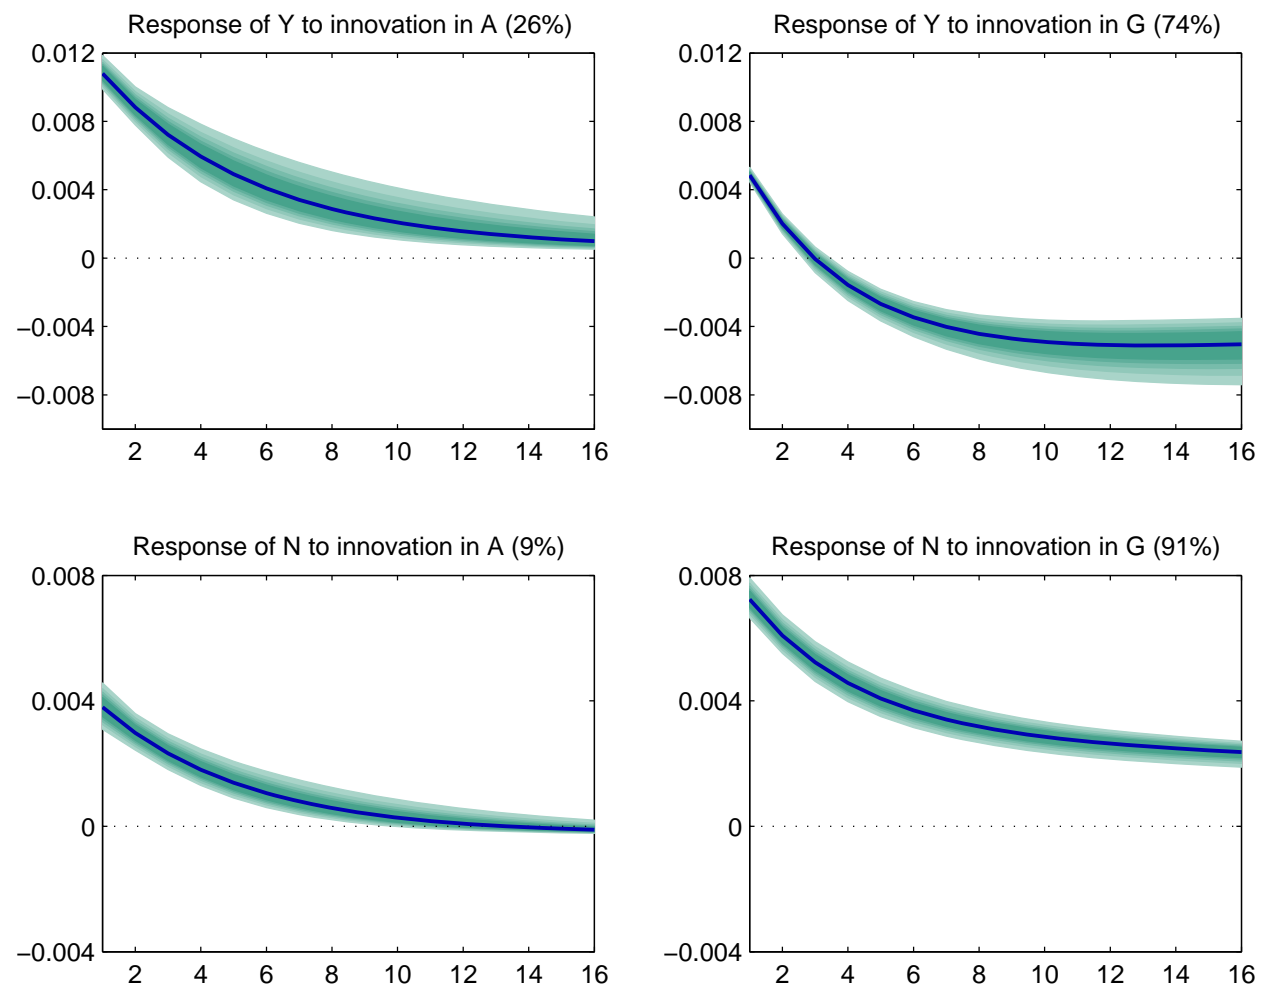 Response of Y to innovation in A (26%)
0.012
0.008
0.004
0
−0.004
−0.008
2 4 6 8 10 12 14 16
Response of Y to innovation in G (74%)
0.012
0.008
0.004
0
−0.004
−0.008
2 4 6 8 10 12 14 16
Response of N to innovation in A (9%)
0.008
0.004
0
−0.004
2 4 6 8 10 12 14 16
Response of N to innovation in G (91%)
0.008
0.004
0
−0.004
2 4 6 8 10 12 14 16